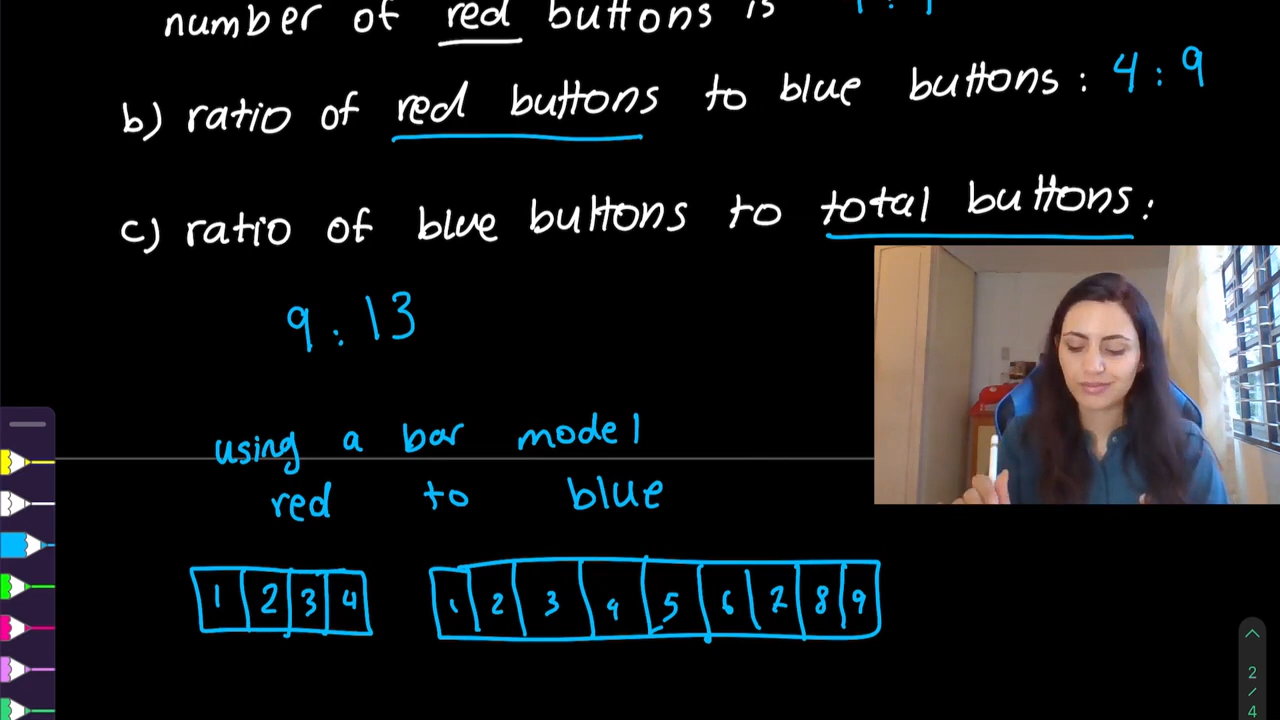 number of red buttons is
b) ratio of red buttons to blue buttons: 4:9
c) ratio of blue buttons to total buttons:
9:13
using a bar model
red to blue
1 2 3 4 1 2 3 4 5 6 7 8 9
2 / 4